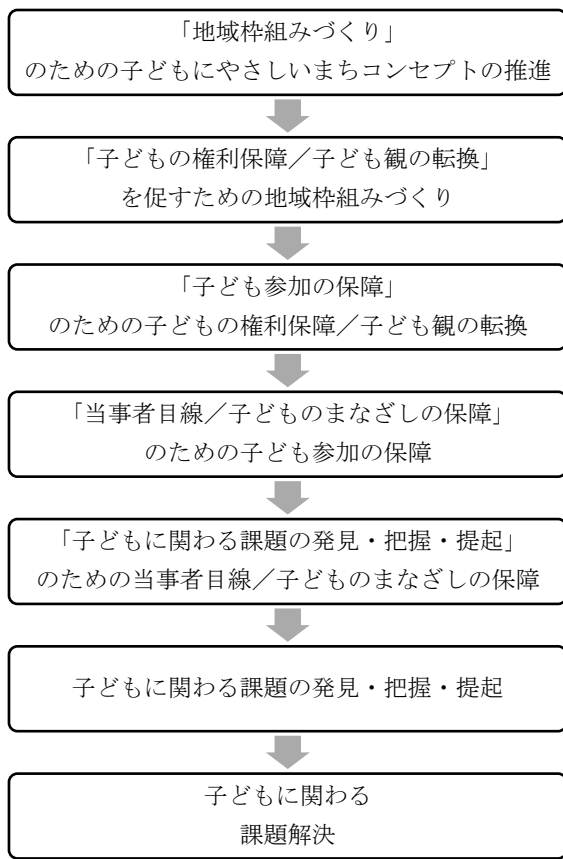 「地域枠組みづくり」
のための子どもにやさしいまちコンセプトの推進
「子どもの権利保障／子ども観の転換」
を促すための地域枠組みづくり
「子ども参加の保障」
のための子どもの権利保障／子ども観の転換
「当事者目線／子どものまなざしの保障」
のための子ども参加の保障
「子どもに関わる課題の発見・把握・提起」
のための当事者目線／子どものまなざしの保障
子どもに関わる課題の発見・把握・提起
子どもに関わる
課題解決